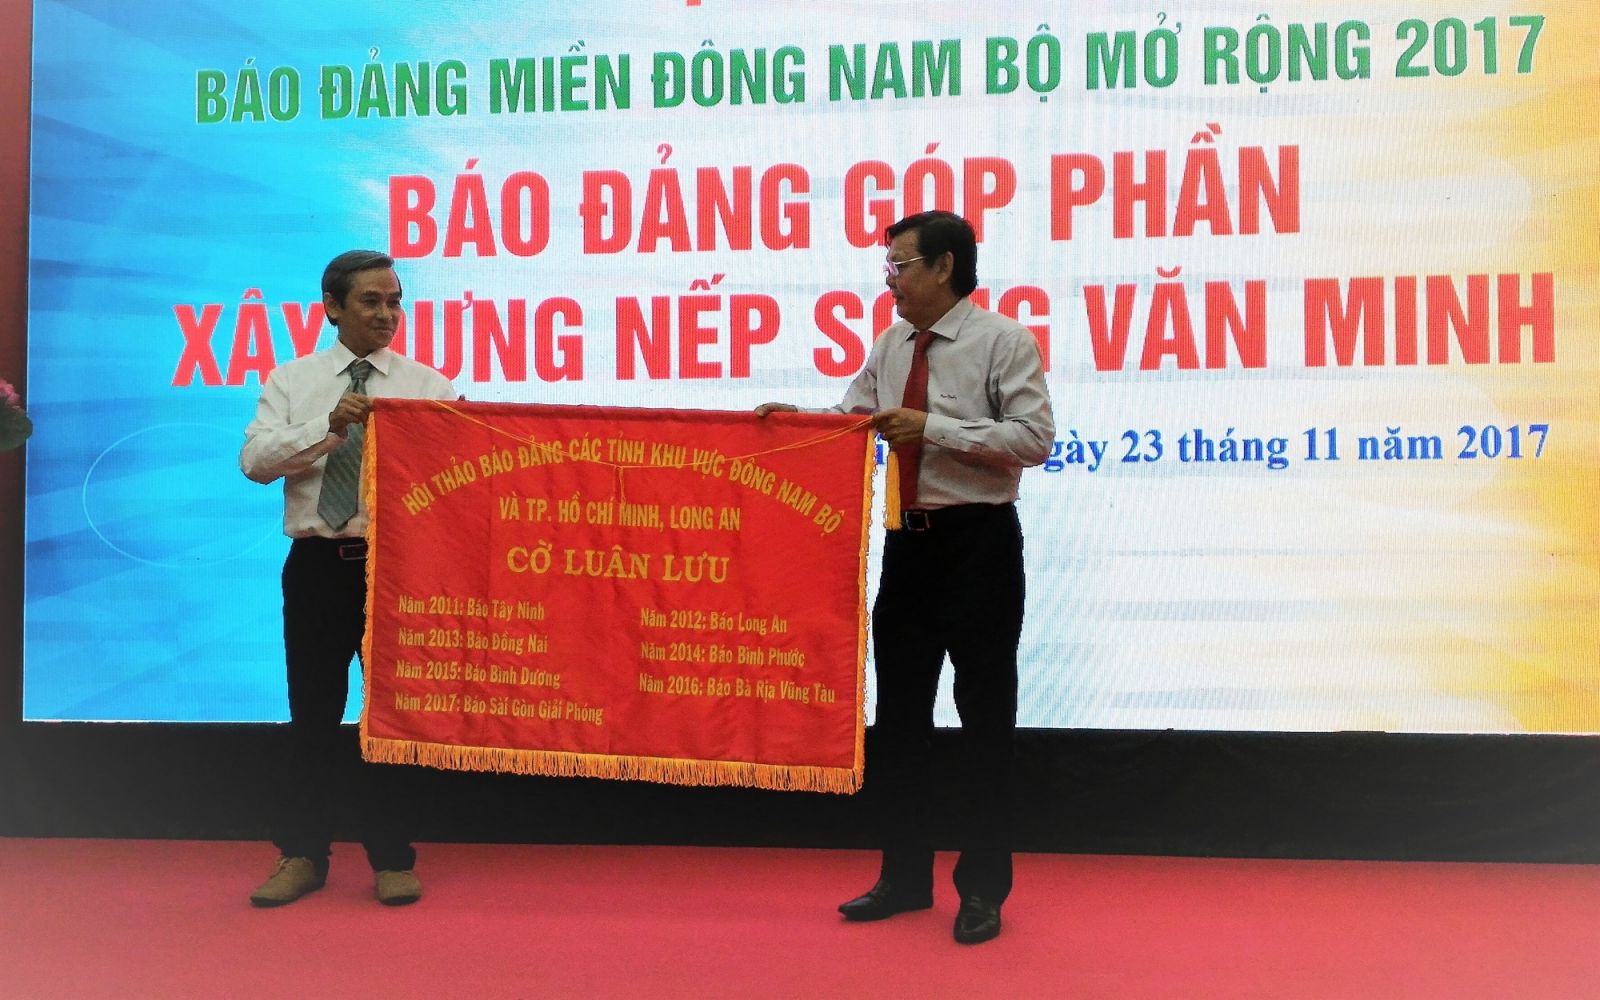 BÁO ĐẢNG MIỀN ĐÔNG NAM BỘ MỞ RỘNG 2017
BÁO ĐẢNG GÓP PHẦN
XÂY DỰNG NẾP SỐNG VĂN MINH
gày 23 tháng 11 năm 2017
HỘI THẢO BÁO ĐẢNG CÁC TỈNH KHU VỰC ĐÔNG NAM BỘ
VÀ TP. HỒ CHÍ MINH, LONG AN
CỜ LUÂN LƯU
Năm 2011: Báo Tây Ninh
Năm 2012: Báo Long An
Năm 2013: Báo Đồng Nai
Năm 2014: Báo Bình Phước
Năm 2015: Báo Bình Dương
Năm 2016: Báo Bà Rịa Vũng Tàu
Năm 2017: Báo Sài Gòn Giải Phóng